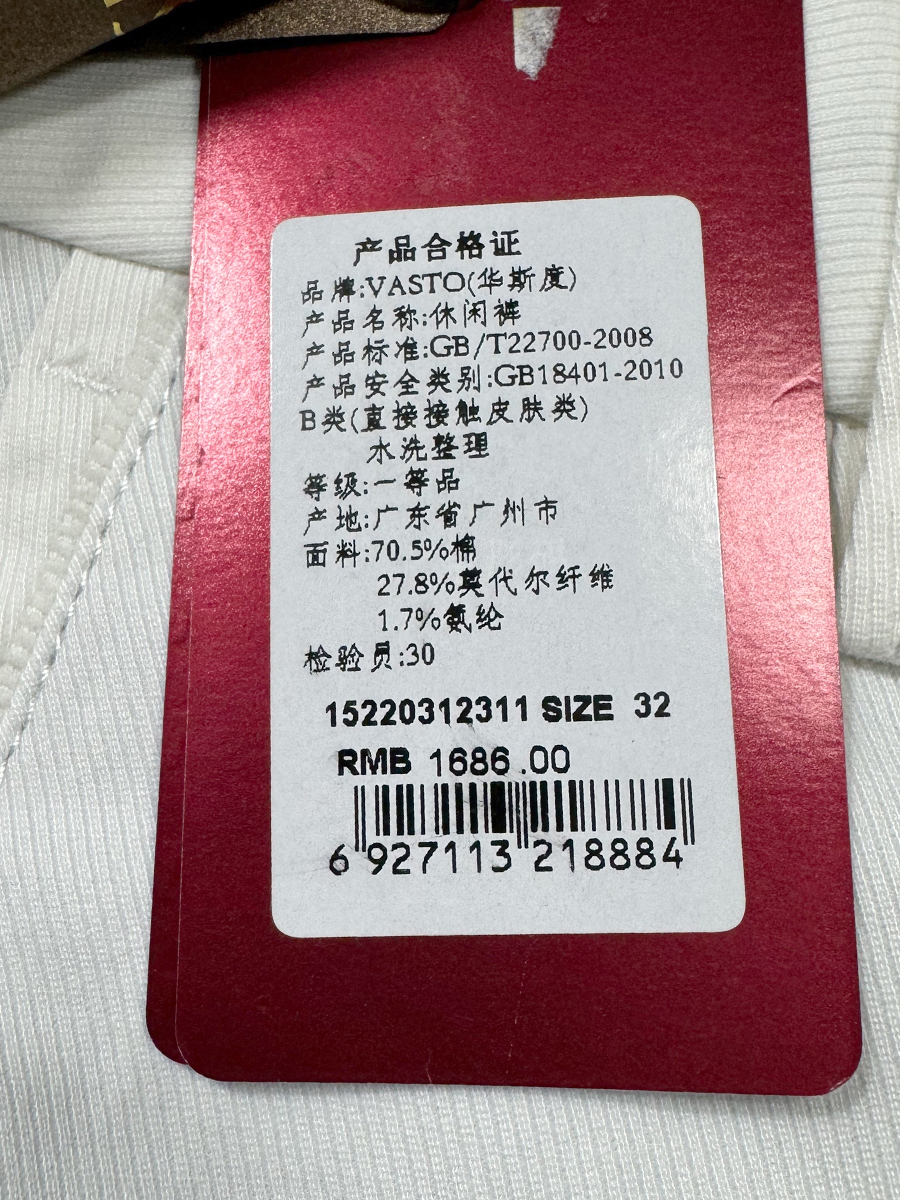 产品合格证
品牌:VASTO(华斯度)
产品名称:休闲裤
产品标准:GB/T22700-2008
产品安全类别:GB18401-2010
B类(直接接触皮肤类)
水洗整理
等级:一等品
产地:广东省广州市
面料:70.5%棉
27.8%莫代尔纤维
1.7%氨纶
检验员:30
15220312311 SIZE 32
RMB 1686.00
6 927113 218884